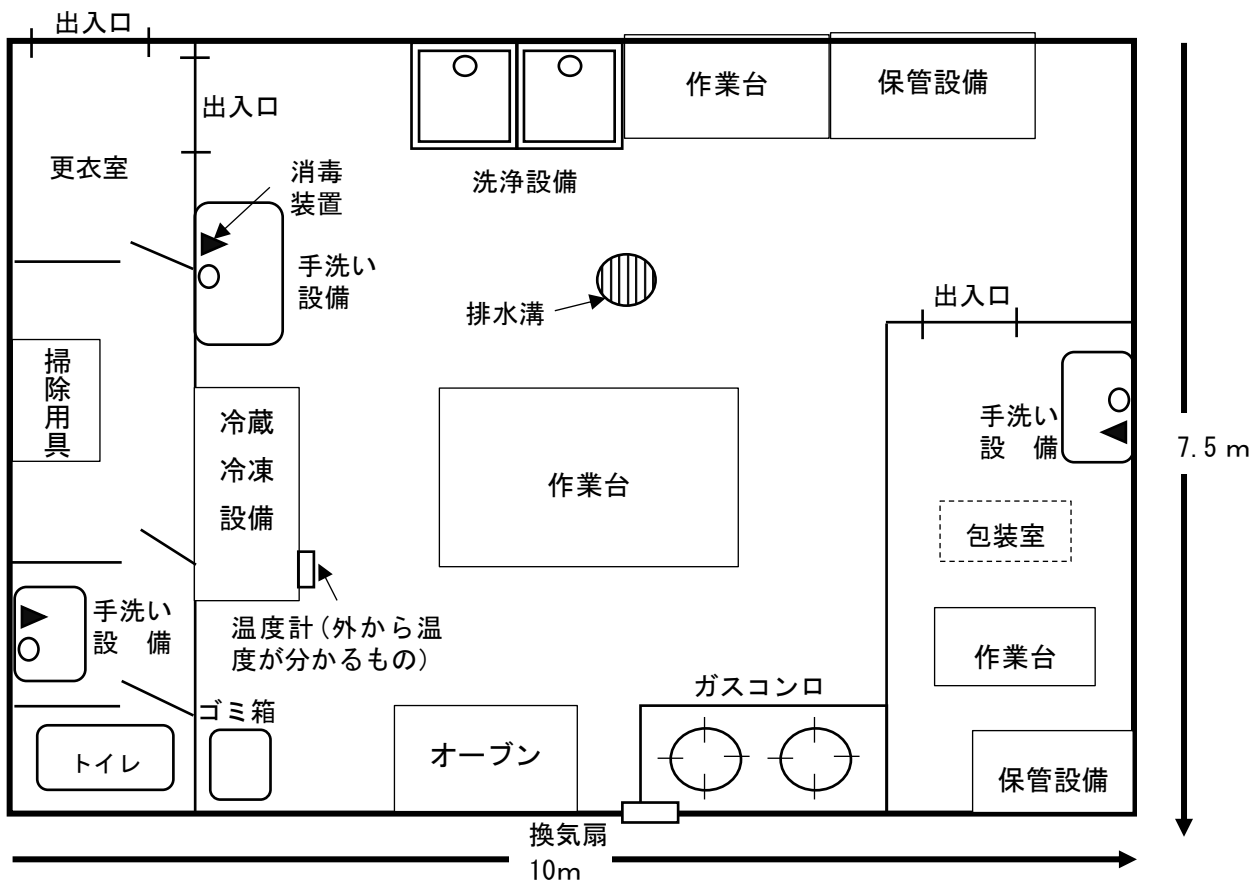 出入口
出入口
更衣室
消毒
装置
手洗い
設備
洗浄設備
作業台
保管設備
排水溝
出入口
掃除用具
冷蔵
冷凍
設備
作業台
手洗い
設　備
7.5 m
包装室
手洗い
設　備
温度計(外から温
度が分かるもの)
作業台
ゴミ箱
トイレ
オーブン
ガスコンロ
保管設備
換気扇
10m